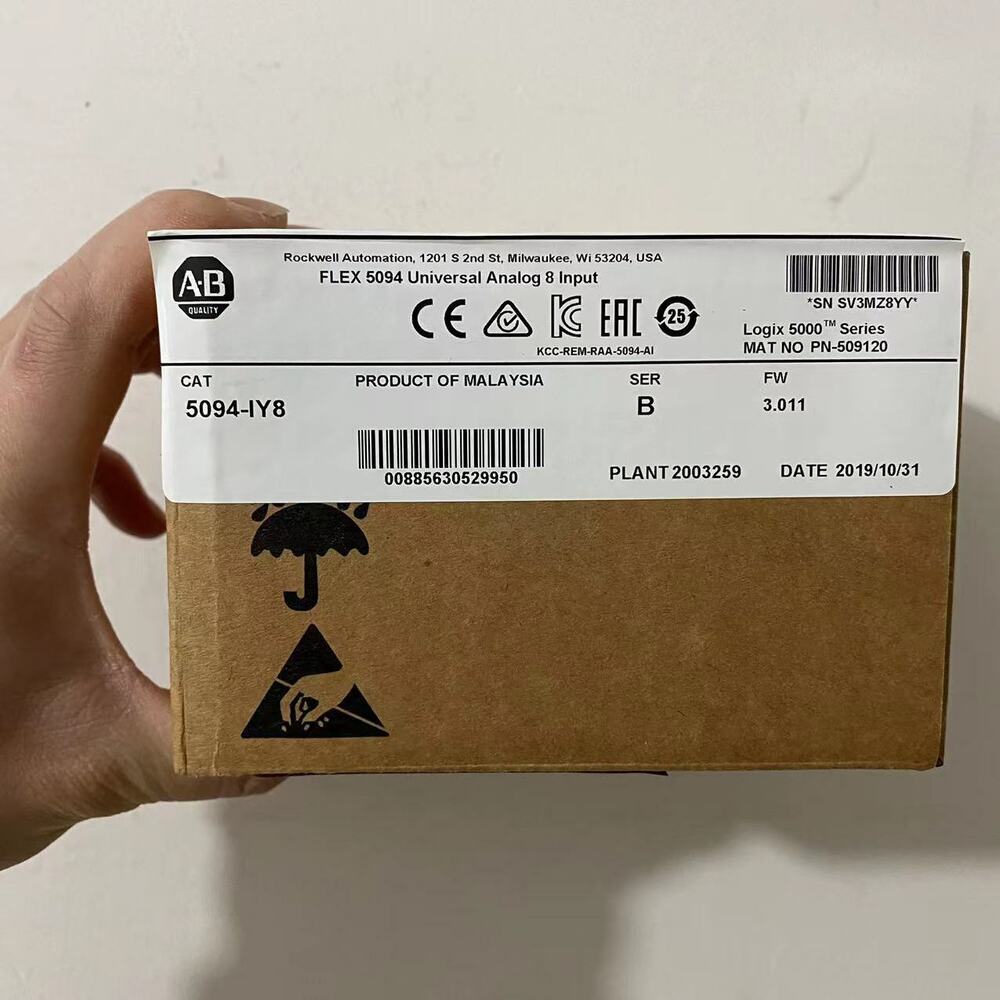 A-B
QUALITY
Rockwell Automation, 1201 S 2nd St, Milwaukee, Wi 53204, USA
FLEX 5094 Universal Analog 8 Input
CE
EAC
25
KCC-REM-RAA-5094-AI
*SN SV3MZ8YY*
Logix 5000™ Series
MAT NO PN-509120
CAT
5094-IY8
PRODUCT OF MALAYSIA
SER
B
FW
3.011
00885630529950
PLANT 2003259
DATE 2019/10/31